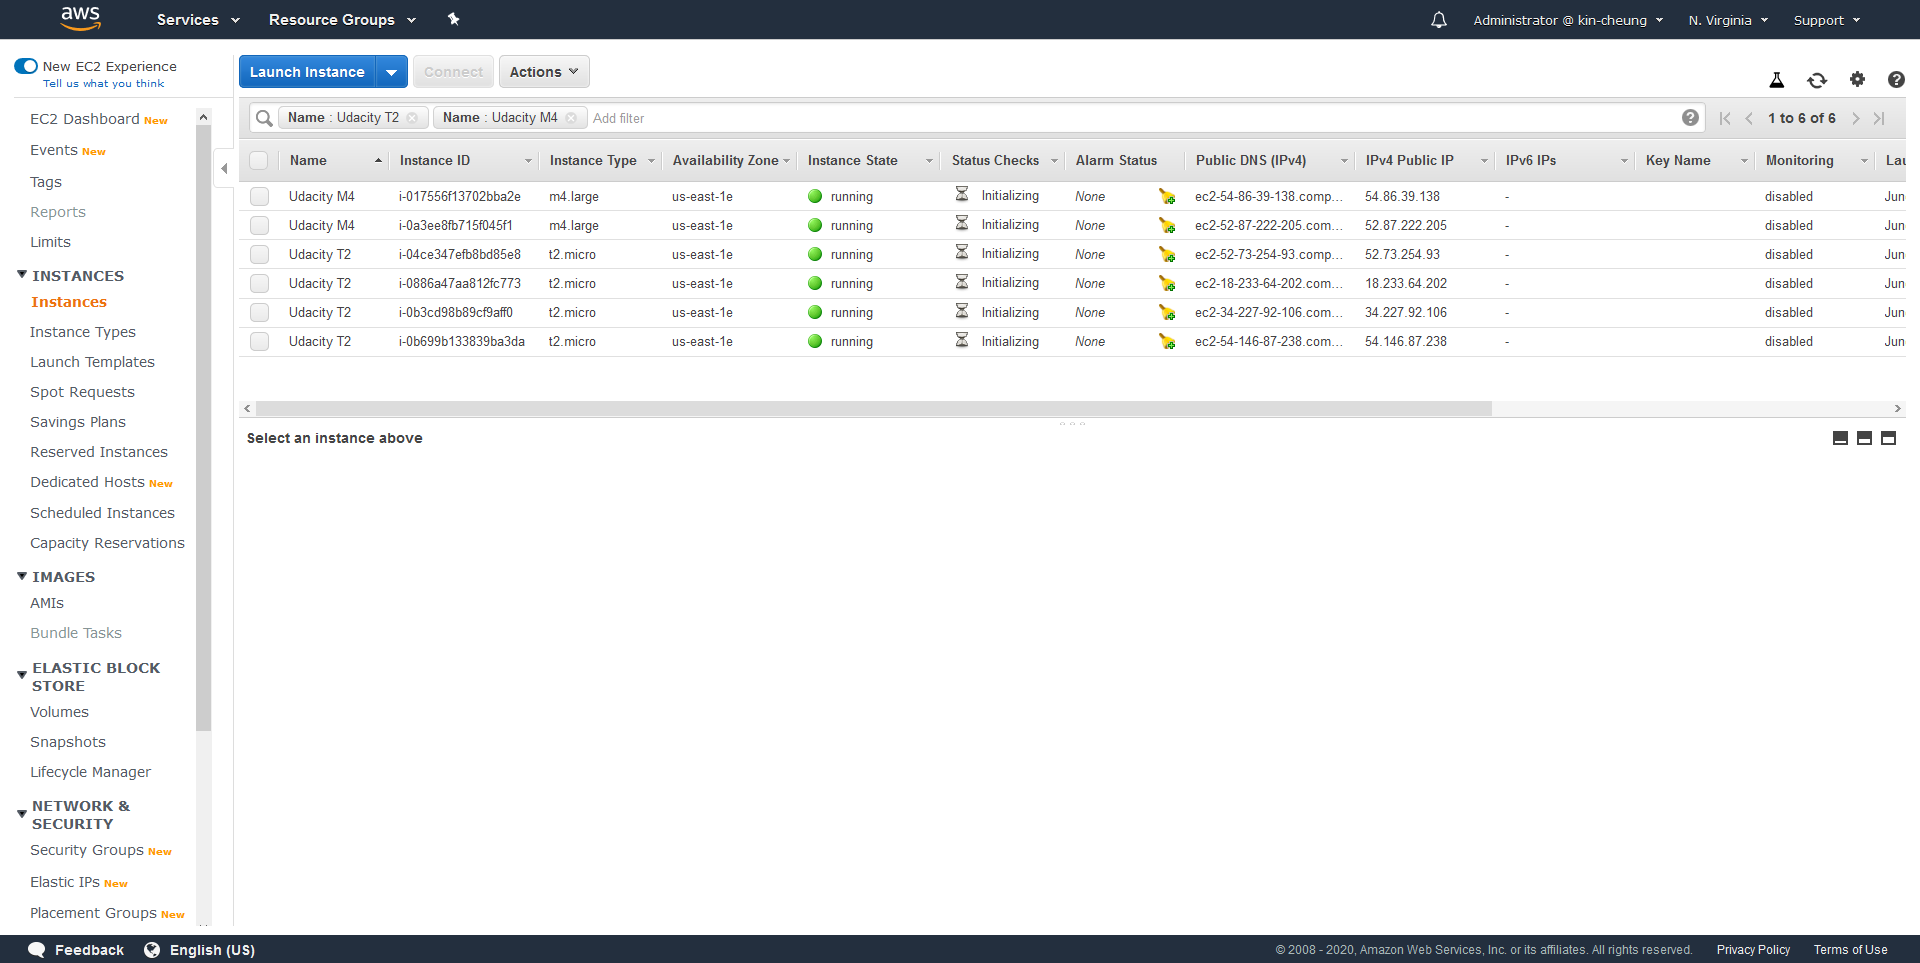 aws Services Resource Groups Administrator @ kin-cheung N. Virginia Support
New EC2 Experience
Tell us what you think
EC2 Dashboard New
Events New
Tags
Reports
Limits
INSTANCES
Instances
Instance Types
Launch Templates
Spot Requests
Savings Plans
Reserved Instances
Dedicated Hosts New
Scheduled Instances
Capacity Reservations
IMAGES
AMIs
Bundle Tasks
ELASTIC BLOCK
STORE
Volumes
Snapshots
Lifecycle Manager
NETWORK &
SECURITY
Security Groups New
Elastic IPs New
Placement Groups New
Launch Instance Connect Actions
Name : Udacity T2 Name : Udacity M4 Add filter 1 to 6 of 6
Name Instance ID Instance Type Availability Zone Instance State Status Checks Alarm Status Public DNS (IPv4) IPv4 Public IP IPv6 IPs Key Name Monitoring Lau
Udacity M4 i-017556f13702bba2e m4.large us-east-1e running Initializing None ec2-54-86-39-138.comp... 54.86.39.138 - disabled Jun
Udacity M4 i-0a3ee8fb715f045f1 m4.large us-east-1e running Initializing None ec2-52-87-222-205.com... 52.87.222.205 - disabled Jun
Udacity T2 i-04ce347efb8bd85e8 t2.micro us-east-1e running Initializing None ec2-52-73-254-93.comp... 52.73.254.93 - disabled Jun
Udacity T2 i-0886a47aa812fc773 t2.micro us-east-1e running Initializing None ec2-18-233-64-202.com... 18.233.64.202 - disabled Jun
Udacity T2 i-0b3cd98b89cf9aff0 t2.micro us-east-1e running Initializing None ec2-34-227-92-106.com... 34.227.92.106 - disabled Jun
Udacity T2 i-0b699b133839ba3da t2.micro us-east-1e running Initializing None ec2-54-146-87-238.com... 54.146.87.238 - disabled Jun
Select an instance above
Feedback English (US) © 2008 - 2020, Amazon Web Services, Inc. or its affiliates. All rights reserved. Privacy Policy Terms of Use